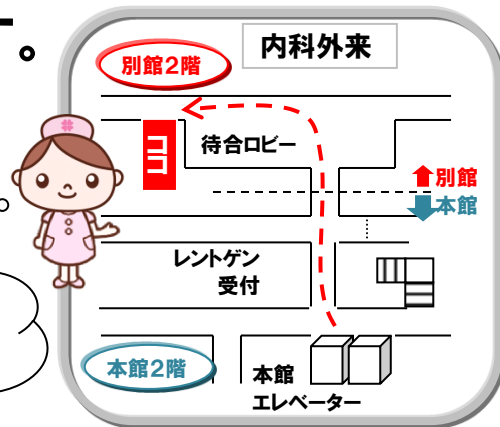 。
内科外来
別館２階
ココ
待合ロビー
別館
本館
。
レントゲン
受付
本館２階
本館
エレベーター